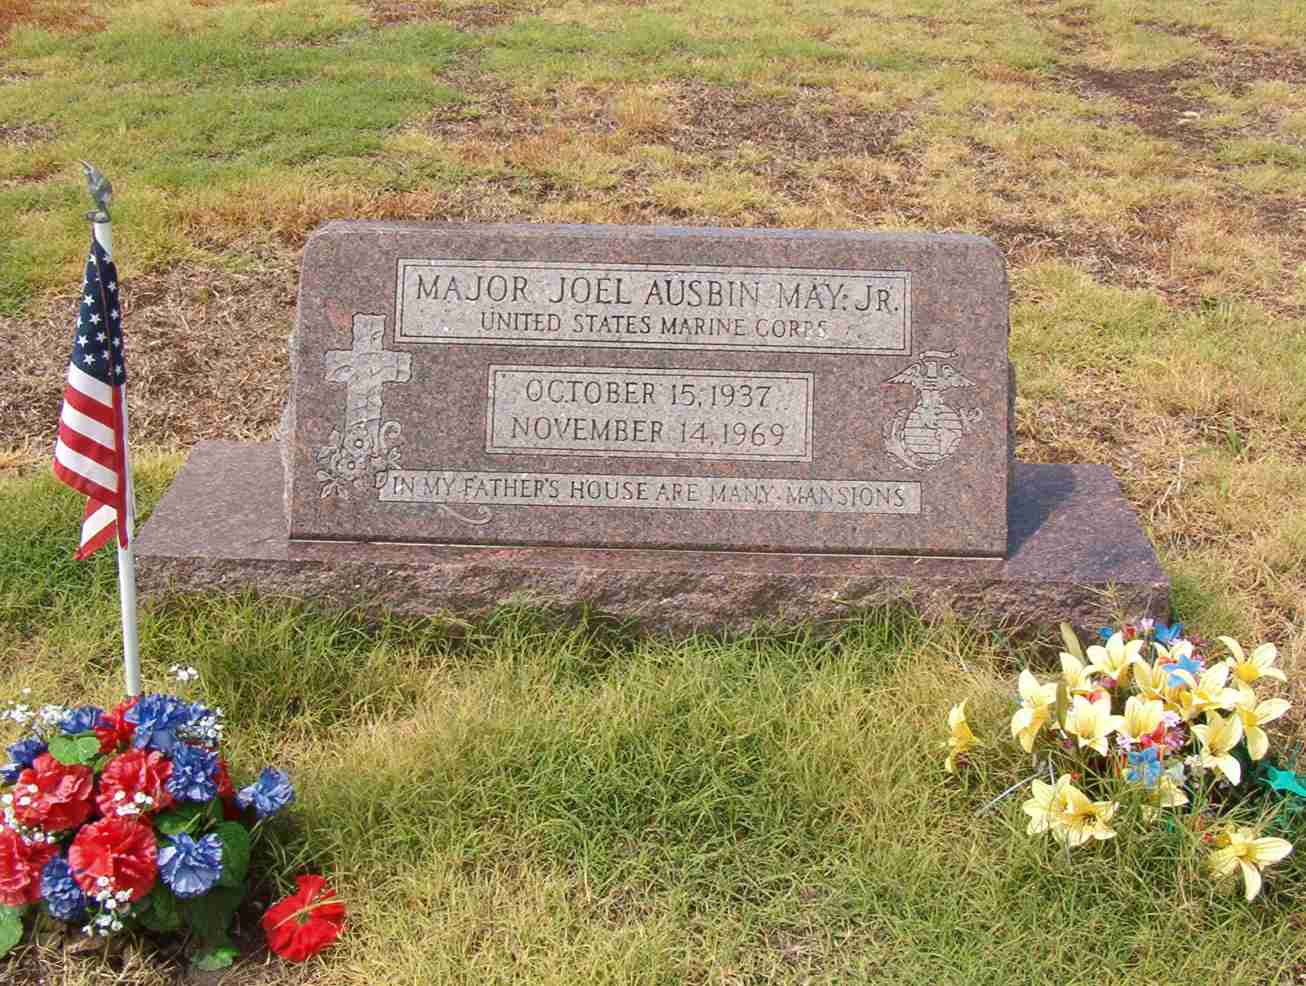 MAJOR JOEL AUSBIN MAY. JR.
UNITED STATES MARINE CORPS
OCTOBER 15, 1937
NOVEMBER 14, 1969
IN MY FATHER'S HOUSE ARE MANY MANSIONS